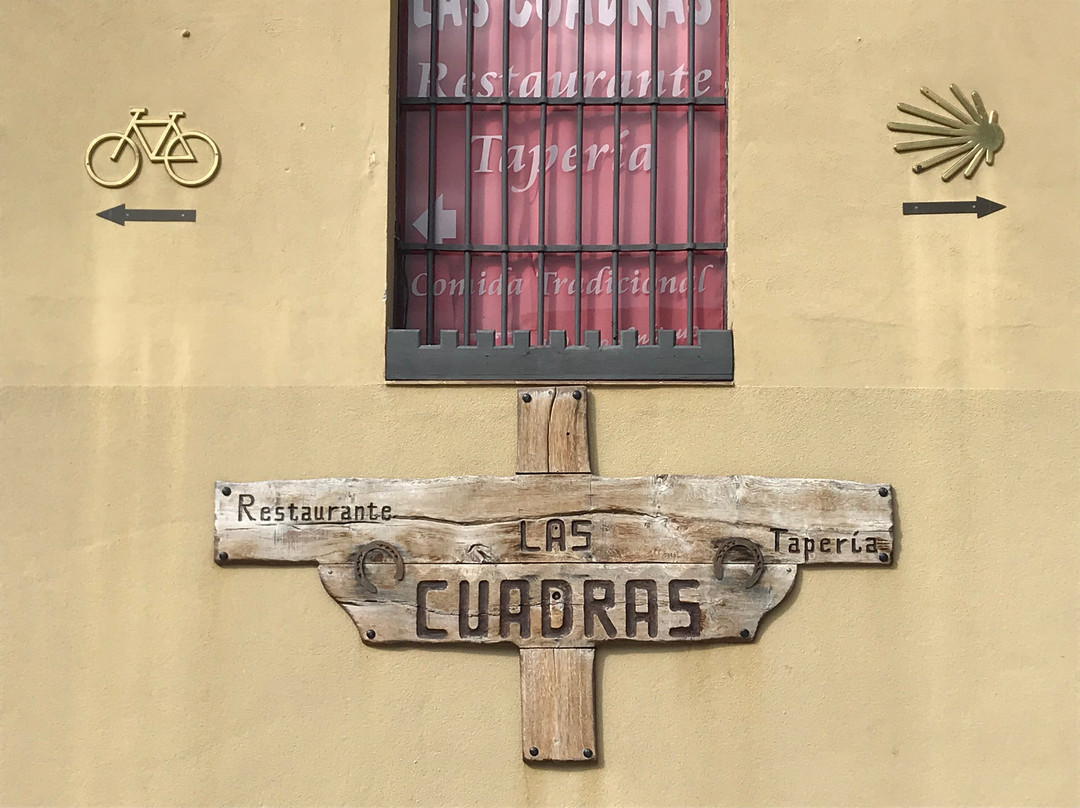 LAS CUADRAS
Restaurante
Tapería
Comida Tradicional
Restaurante
LAS
Tapería
CUADRAS